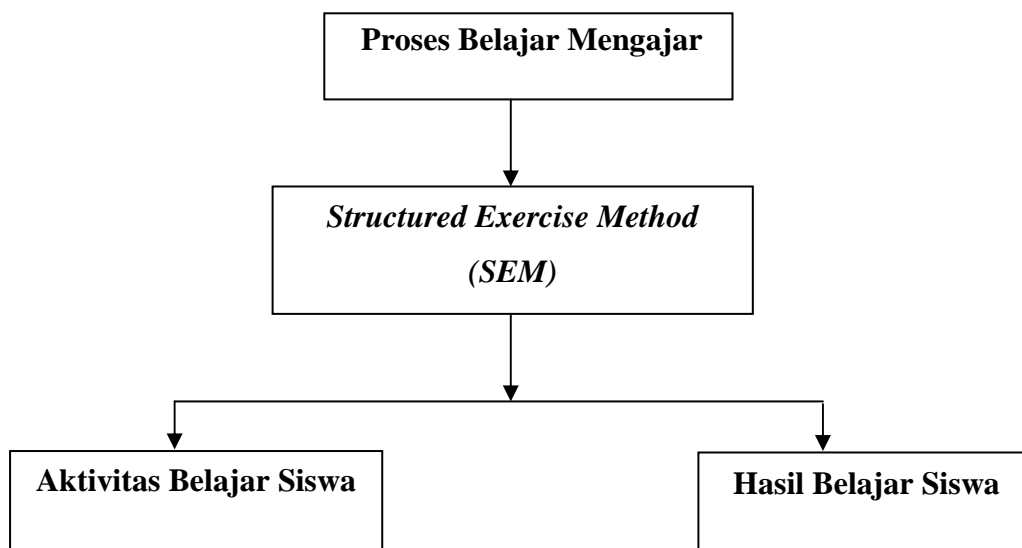 Proses Belajar Mengajar
Structured Exercise Method
(SEM)
Aktivitas Belajar Siswa
Hasil Belajar Siswa